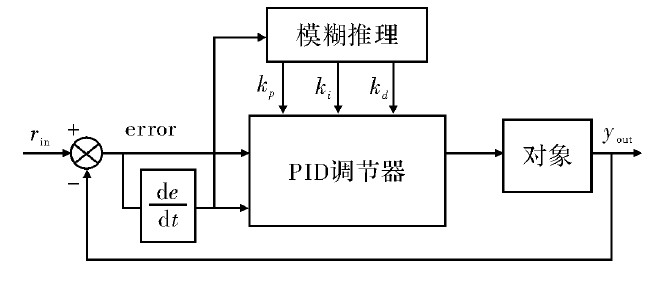 模糊推理
k_p k_i k_d
r_in + error
PID调节器
对象
y_out
−
de
dt